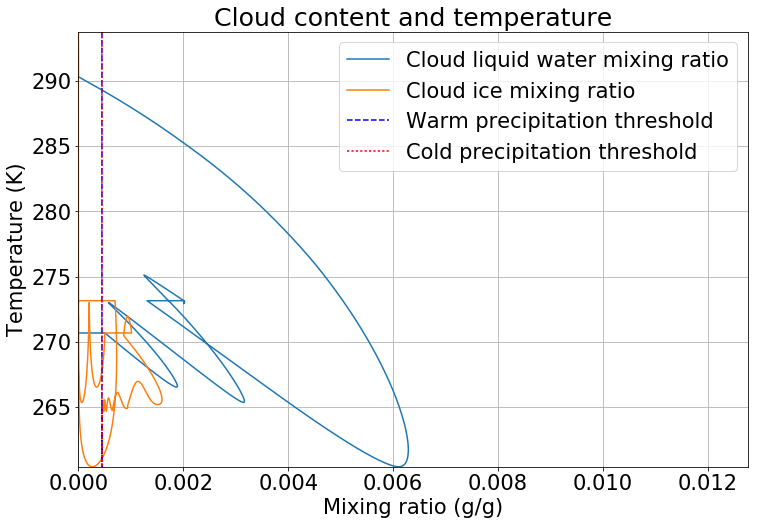 Cloud content and temperature
Cloud liquid water mixing ratio
Cloud ice mixing ratio
Warm precipitation threshold
Cold precipitation threshold
Temperature (K)
290
285
280
275
270
265
0.000 0.002 0.004 0.006 0.008 0.010 0.012
Mixing ratio (g/g)